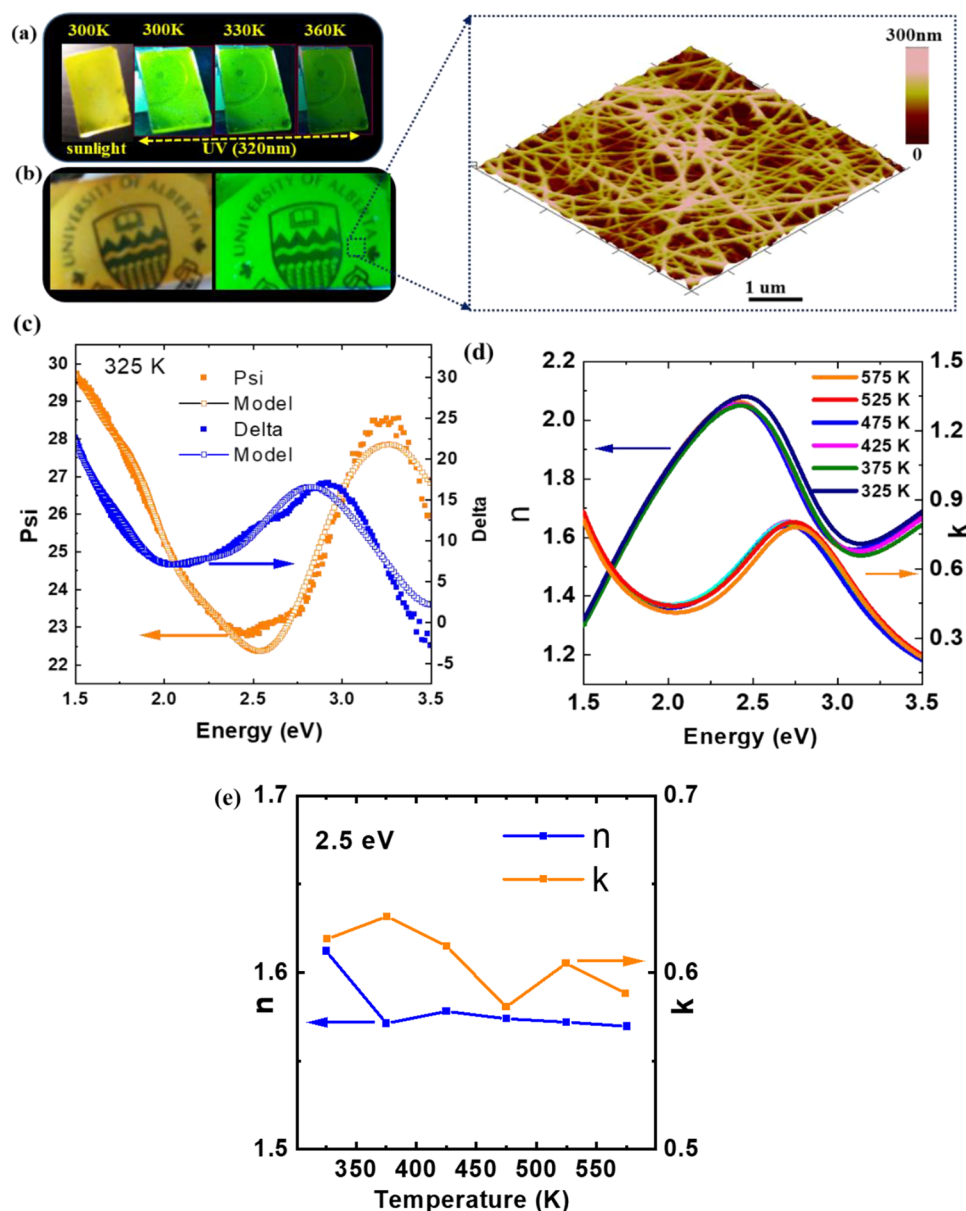 (a)
300K 300K 330K 360K
sunlight UV (320nm)
(b)
UNIVERSITY OF ALBERTA
UNIVERSITY OF ALBERTA
300nm
0
1 um
(c)
325 K
Psi
Model
Delta
Model
30
29
28
27
26
25
24
23
22
Psi
30
25
20
15
10
5
0
-5
Delta
1.5 2.0 2.5 3.0 3.5
Energy (eV)
(d)
2.2
2.0
1.8
1.6
1.4
1.2
n
575 K
525 K
475 K
425 K
375 K
325 K
1.5
1.2
0.9
0.6
0.3
k
1.5 2.0 2.5 3.0 3.5
Energy (eV)
(e)
2.5 eV
n
k
1.7
1.6
1.5
n
0.7
0.6
0.5
k
350 400 450 500 550
Temperature (K)